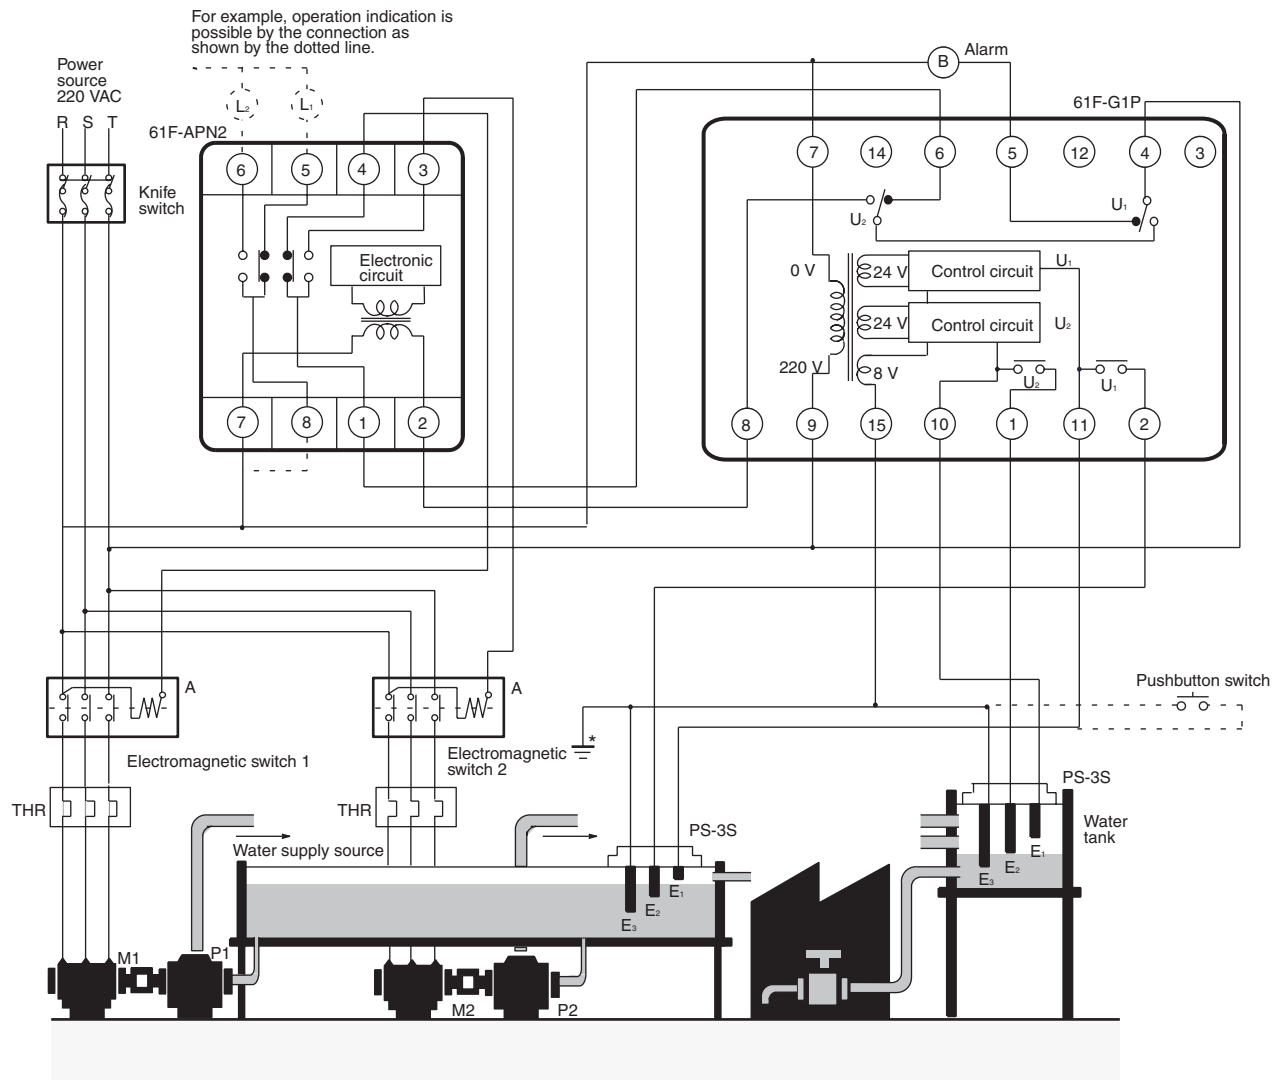 For example, operation indication is
possible by the connection as
shown by the dotted line.
Power
source
220 VAC
R S T
Knife
switch
61F-APN2
L2 L1
6 5 4 3
Electronic
circuit
7 8 1 2
B
Alarm
61F-G1P
7 14 6 5 12 4 3
U2
U1
0 V
24 V
Control circuit
U1
24 V
Control circuit
U2
220 V
8 V
U2
U1
8 9 15 10 1 11 2
A
Electromagnetic switch 1
A
Electromagnetic
switch 2
*
Pushbutton switch
THR
THR
PS-3S
PS-3S
Water
tank
Water supply source
E1
E2
E3
E1
E2
E3
M1
P1
M2
P2